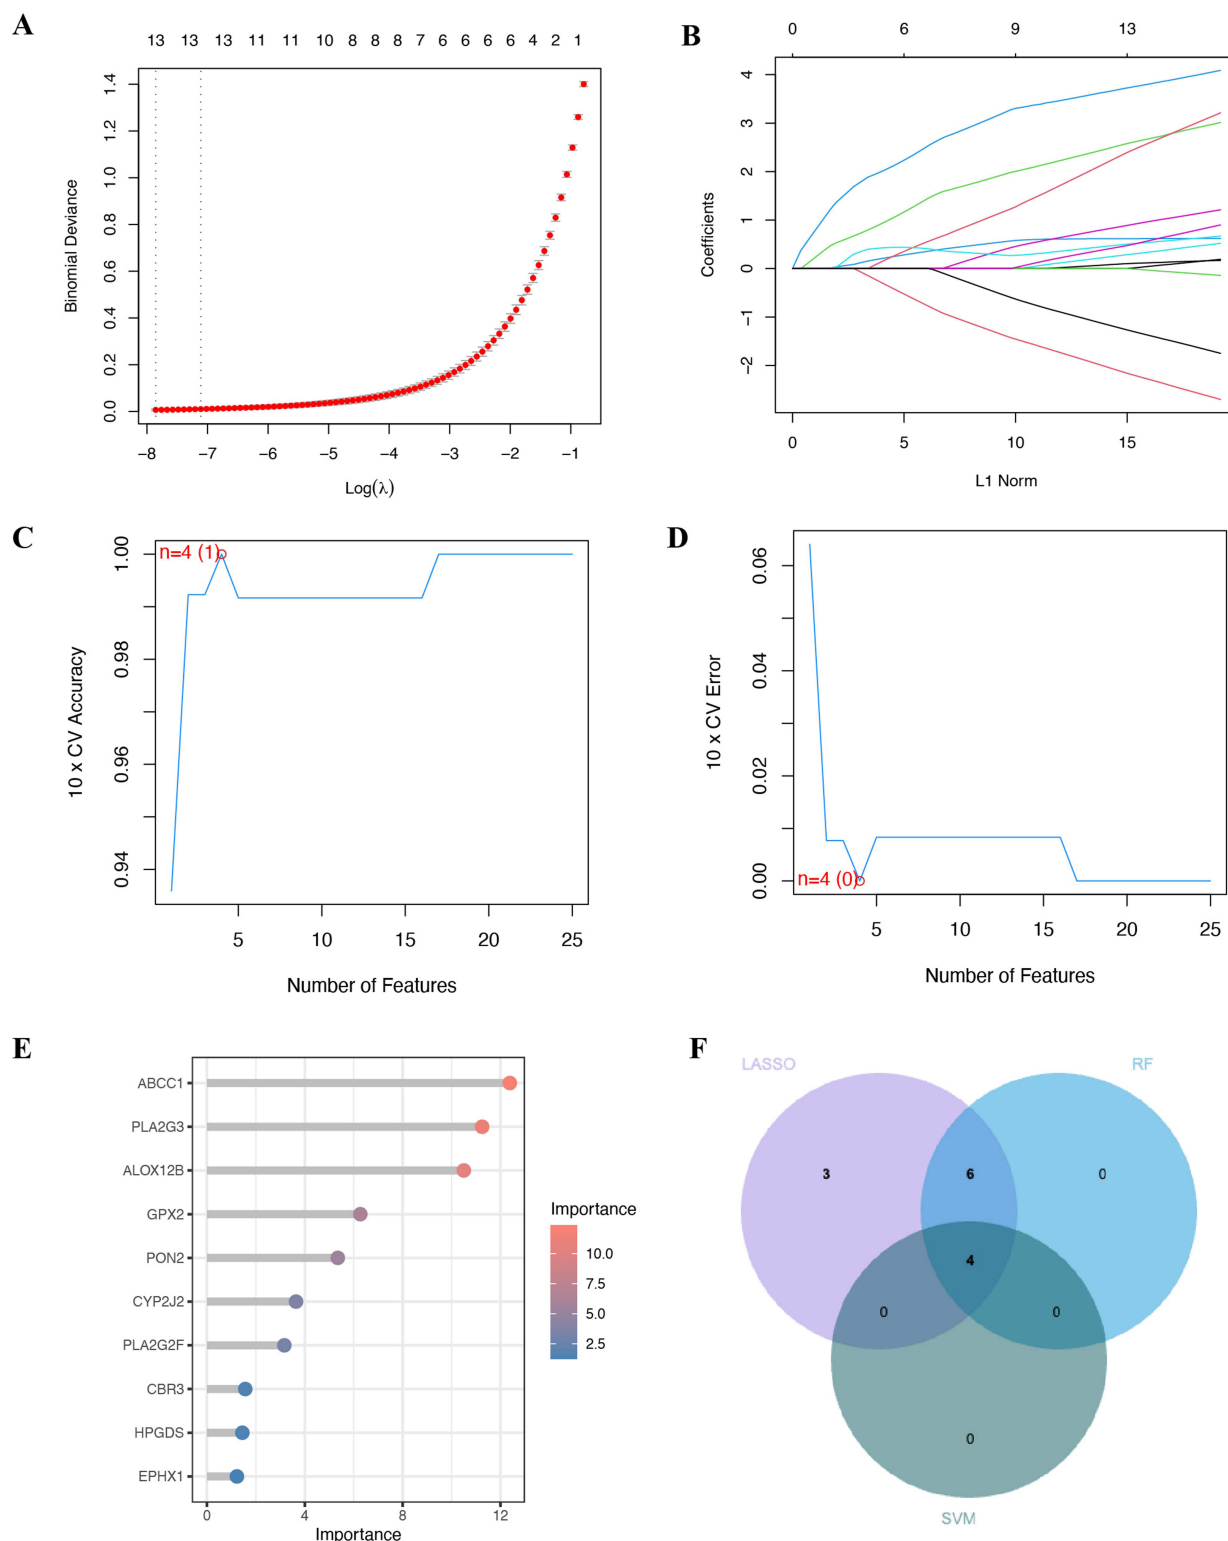 A
13 13 13 11 11 10 8 8 8 7 6 6 6 6 4 2 1
Binomial Deviance
1.4
1.2
1.0
0.8
0.6
0.4
0.2
0.0
−8 −7 −6 −5 −4 −3 −2 −1
Log(λ)
B
0 6 9 13
Coefficients
4
3
2
1
0
−1
−2
0 5 10 15
L1 Norm
C
n=4 (1)
10 x CV Accuracy
1.00
0.98
0.96
0.94
5 10 15 20 25
Number of Features
D
10 x CV Error
0.06
0.04
0.02
0.00
n=4 (0)
5 10 15 20 25
Number of Features
E
ABCC1
PLA2G3
ALOX12B
GPX2
PON2
CYP2J2
PLA2G2F
CBR3
HPGDS
EPHX1
0 4 8 12
Importance
Importance
10.0
7.5
5.0
2.5
F
LASSO RF
3 6 0
4
0 0
0
SVM